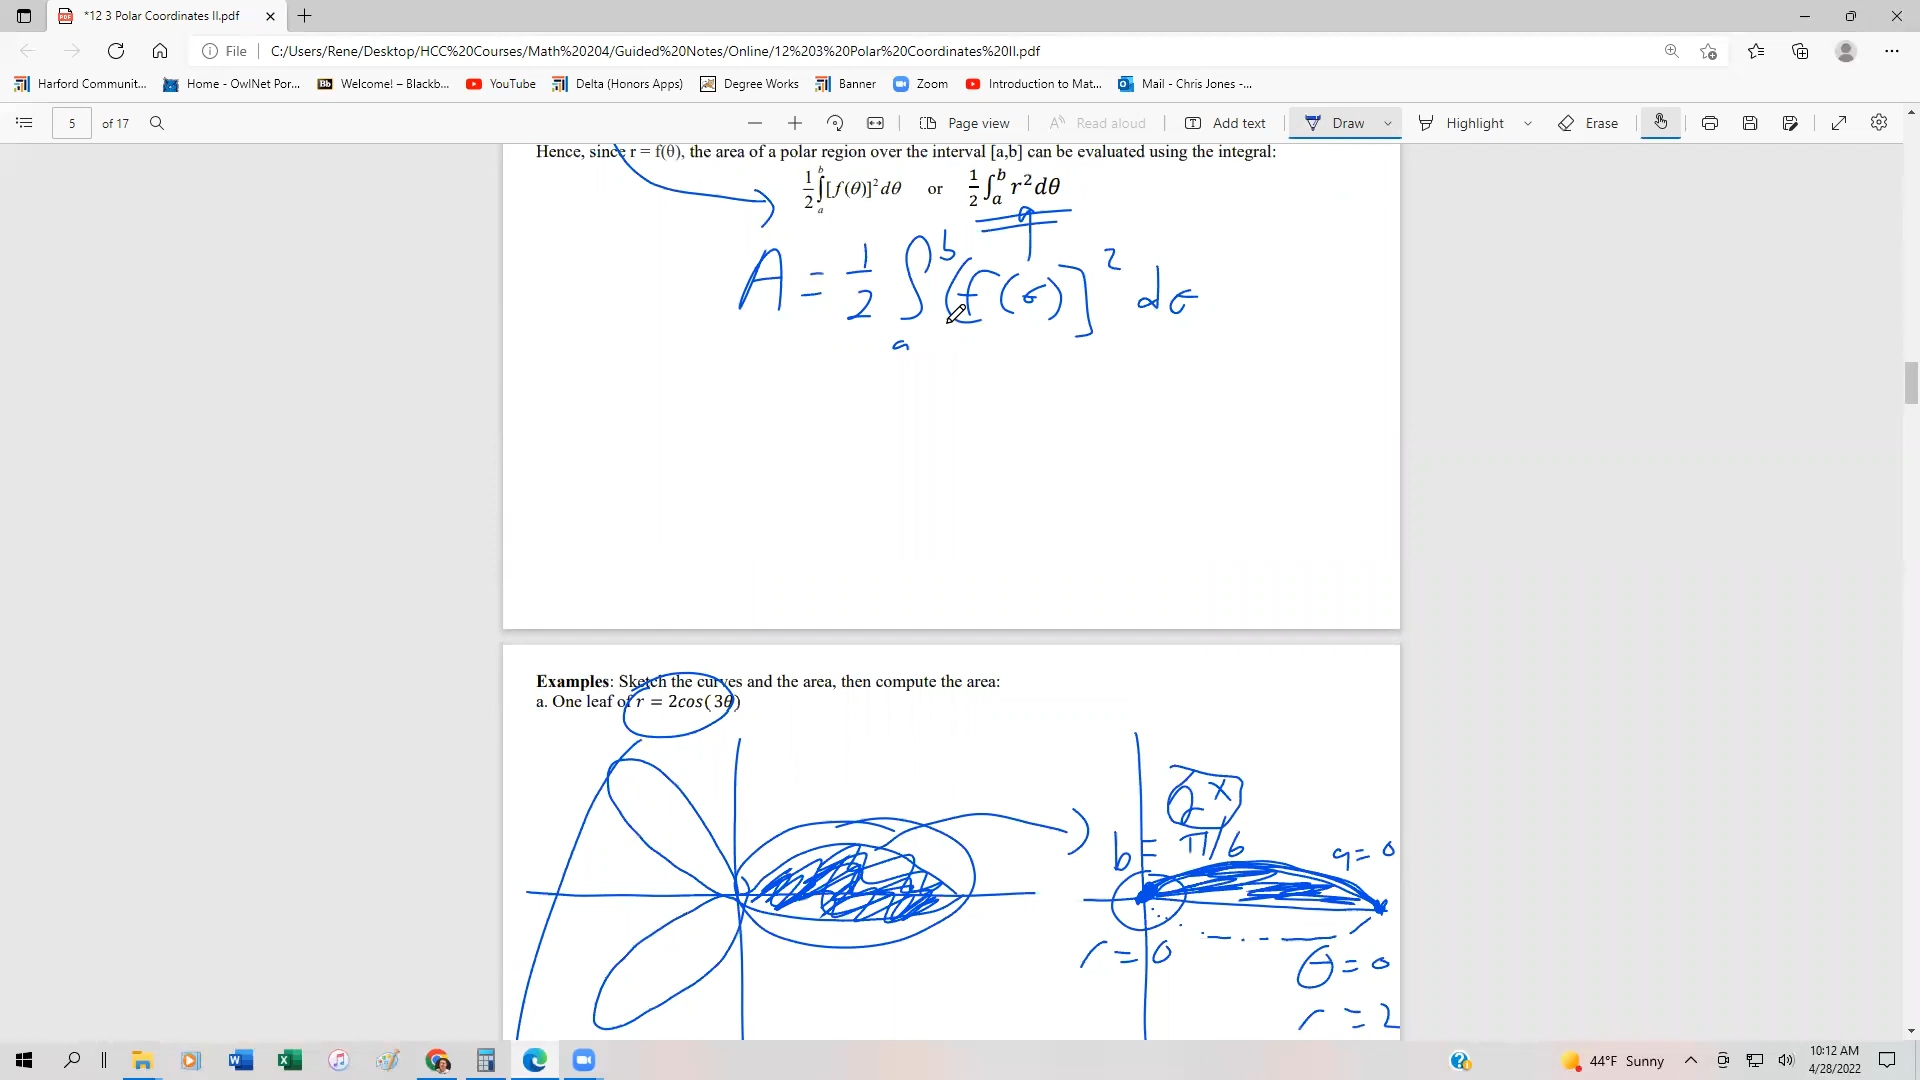 *12 3 Polar Coordinates II.pdf
File C:/Users/Rene/Desktop/HCC%20Courses/Math%20204/Guided%20Notes/Online/12%203%20Polar%20Coordinates%20II.pdf
Harford Communit... Home - OwlNet Por... Bb Welcome! – Blackb... YouTube Delta (Honors Apps) Degree Works Banner Zoom Introduction to Mat... Mail - Chris Jones -...
5 of 17 Page view Read aloud Add text Draw Highlight Erase
Hence, since r = f(θ), the area of a polar region over the interval [a,b] can be evaluated using the integral:
1/2 ∫_a^b [f(θ)]² dθ or 1/2 ∫_a^b r² dθ
A = 1/2 ∫_a^b [f(θ)]² dθ
Examples: Sketch the curves and the area, then compute the area:
a. One leaf of r = 2cos(3θ)
2 x
b = π/6 a = 0
r = 0 θ = 0
r = 2
44°F Sunny 10:12 AM
4/28/2022